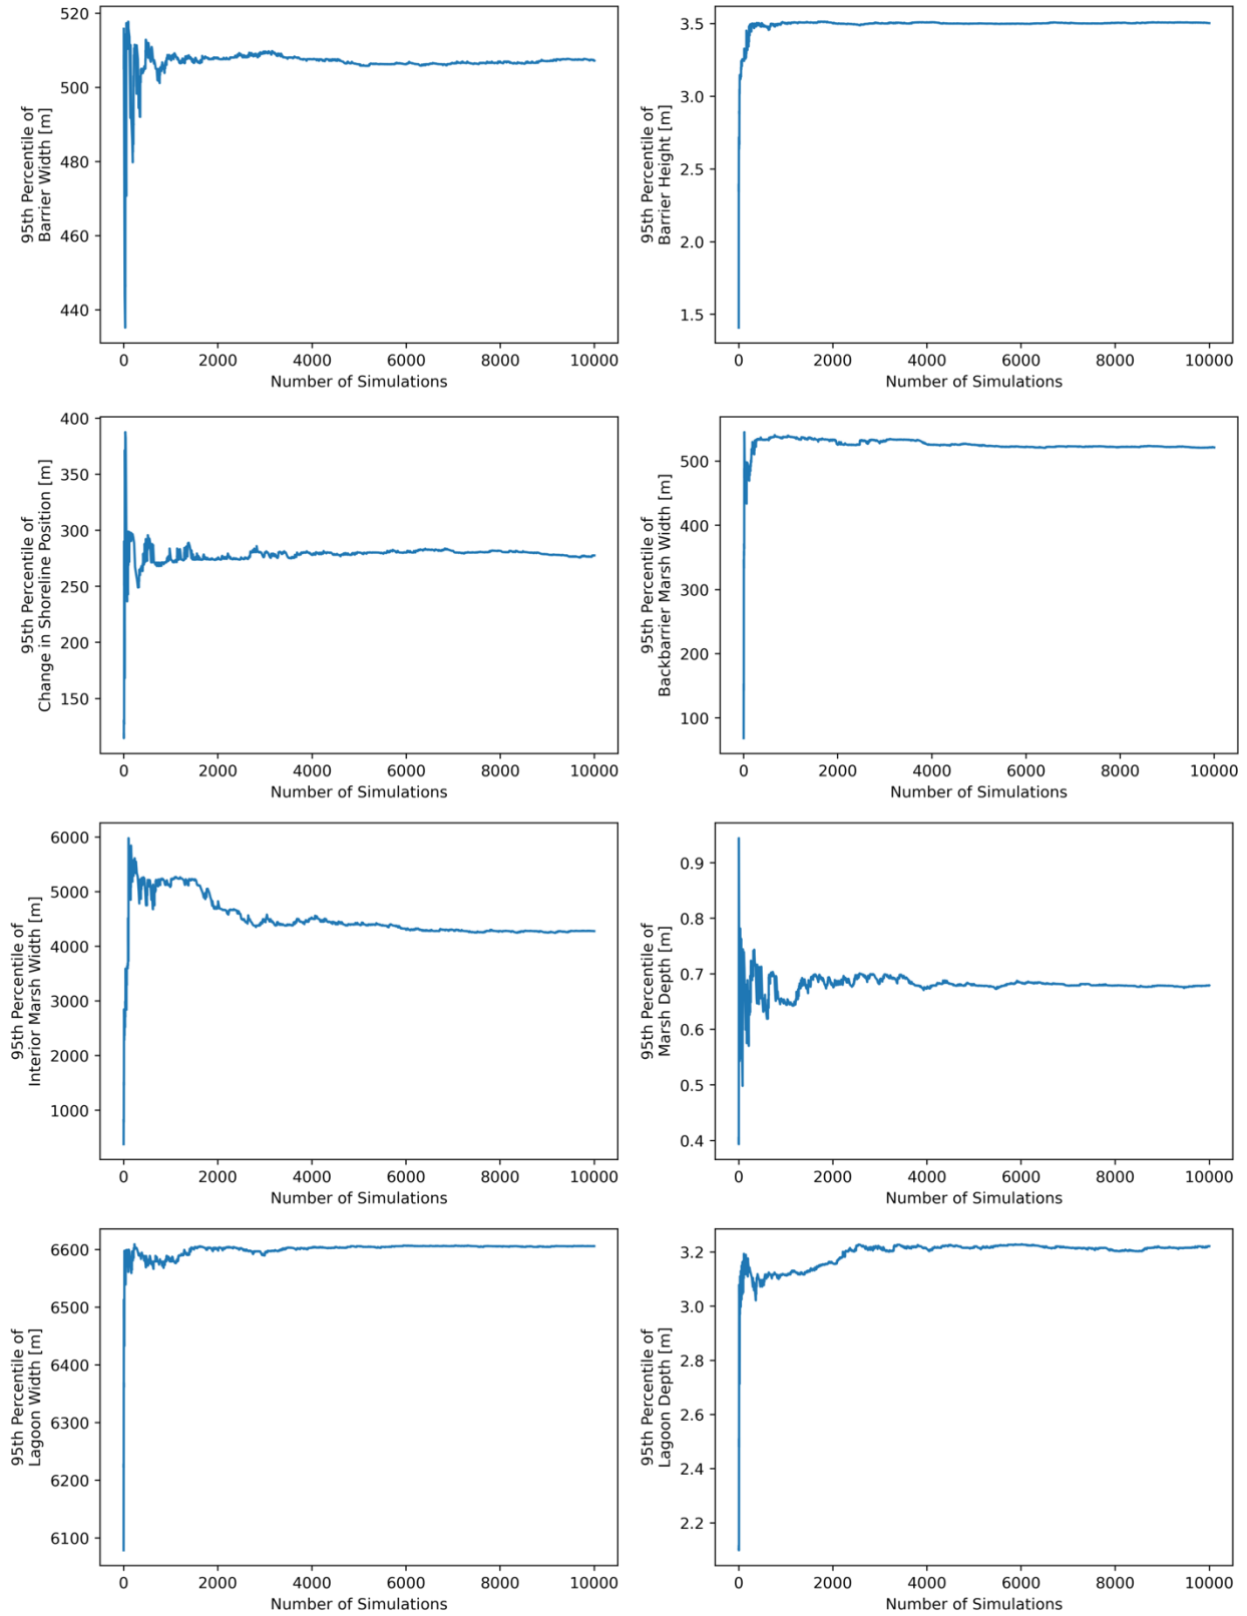 95th Percentile of
Barrier Width [m]
520
500
480
460
440
0 2000 4000 6000 8000 10000
Number of Simulations
95th Percentile of
Barrier Height [m]
3.5
3.0
2.5
2.0
1.5
0 2000 4000 6000 8000 10000
Number of Simulations
95th Percentile of
Change in Shoreline Position [m]
400
350
300
250
200
150
0 2000 4000 6000 8000 10000
Number of Simulations
95th Percentile of
Backbarrier Marsh Width [m]
500
400
300
200
100
0 2000 4000 6000 8000 10000
Number of Simulations
95th Percentile of
Interior Marsh Width [m]
6000
5000
4000
3000
2000
1000
0 2000 4000 6000 8000 10000
Number of Simulations
95th Percentile of
Marsh Depth [m]
0.9
0.8
0.7
0.6
0.5
0.4
0 2000 4000 6000 8000 10000
Number of Simulations
95th Percentile of
Lagoon Width [m]
6600
6500
6400
6300
6200
6100
0 2000 4000 6000 8000 10000
Number of Simulations
95th Percentile of
Lagoon Depth [m]
3.2
3.0
2.8
2.6
2.4
2.2
0 2000 4000 6000 8000 10000
Number of Simulations